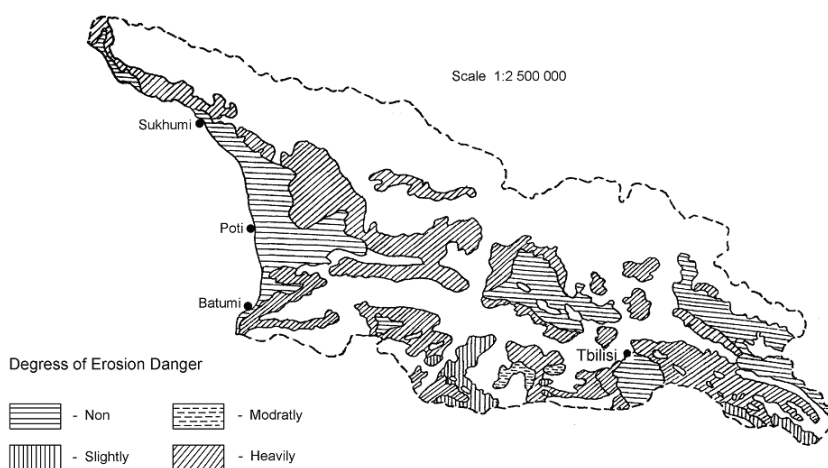 Scale 1:2 500 000
Sukhumi
Poti
Batumi
Tbilisi
Degress of Erosion Danger
- Non
- Modratly
- Slightly
- Heavily